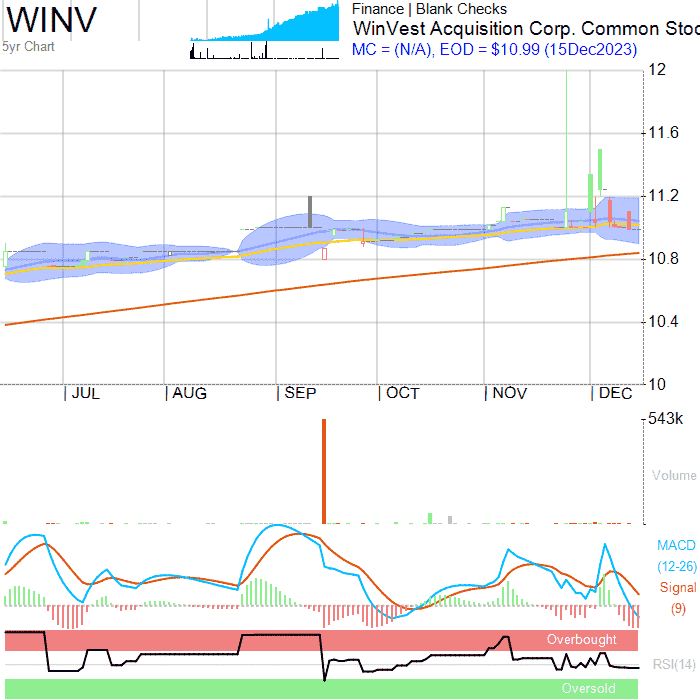 WINV
5yr Chart
Finance | Blank Checks
WinVest Acquisition Corp. Common Stoc
MC = (N/A), EOD = $10.99 (15Dec2023)
12
11.6
11.2
10.8
10.4
10
| JUL | AUG | SEP | OCT | NOV | DEC
543k
Volume
MACD
(12-26)
Signal
(9)
Overbought
RSI(14)
Oversold